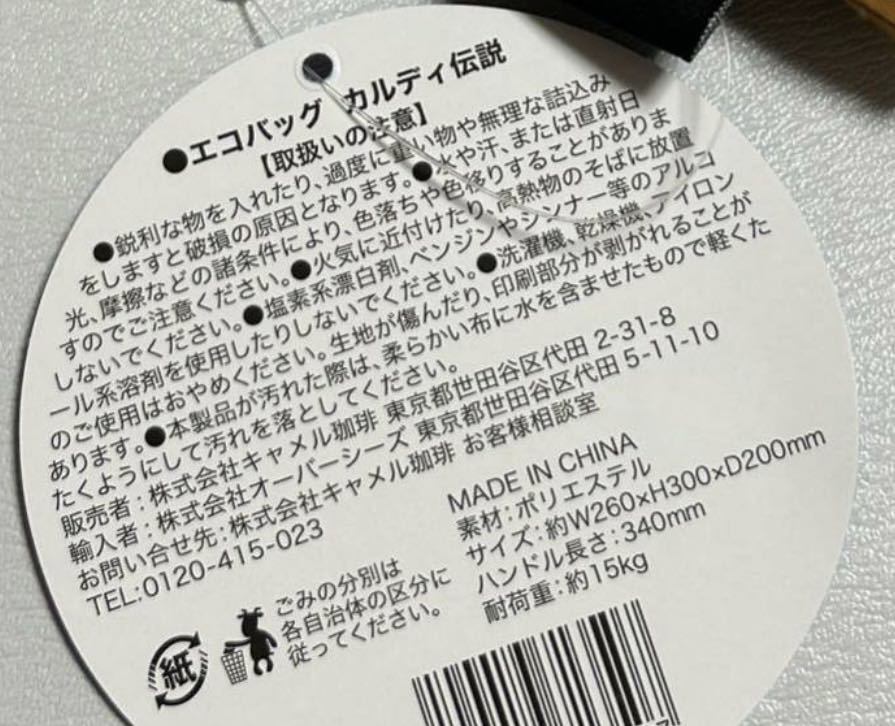 ●エコバッグ カルディ伝説
【取扱いの注意】
●鋭利な物を入れたり、過度に重い物や無理な詰込み
をしますと破損の原因となります。●水や汗、または直射日
光、摩擦などの諸条件により、色落ちや色移りすることがありま
すのでご注意ください。●火気に近付けたり、高熱物のそばに放置
しないでください。●塩素系漂白剤、ベンジンやシンナー等のアルコ
ール系溶剤を使用したりしないでください。●洗濯機、乾燥機、アイロン
のご使用はおやめください。生地が傷んだり、印刷部分が剥がれることが
あります。●本製品が汚れた際は、柔らかい布に水を含ませたもので軽くた
たくようにして汚れを落としてください。
販売者：株式会社キャメル珈琲 東京都世田谷区代田 2-31-8
輸入者：株式会社オーバーシーズ 東京都世田谷区代田 5-11-10
お問い合せ先：株式会社キャメル珈琲 お客様相談室
TEL:0120-415-023
MADE IN CHINA
素材：ポリエステル
サイズ：約W260×H300×D200mm
ハンドル長さ：340mm
耐荷重：約15kg
紙
ごみの分別は
各自治体の区分に
従ってください。